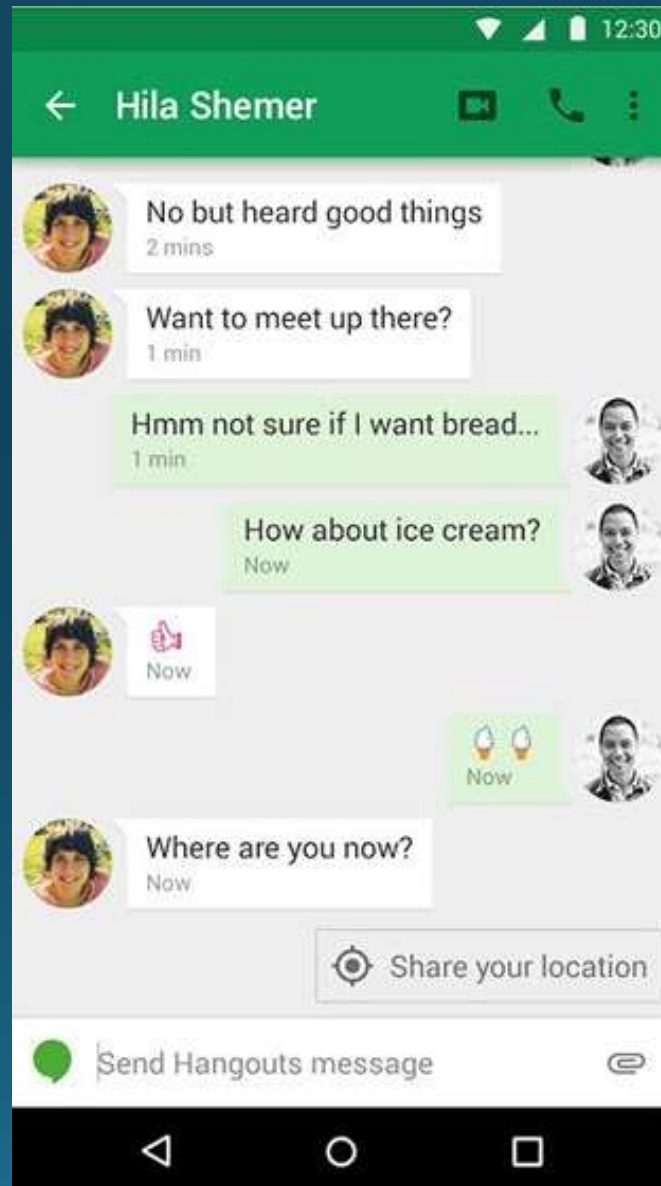 12:30
Hila Shemer
No but heard good things
2 mins
Want to meet up there?
1 min
Hmm not sure if I want bread...
1 min
How about ice cream?
Now
Now
Now
Where are you now?
Now
Share your location
Send Hangouts message